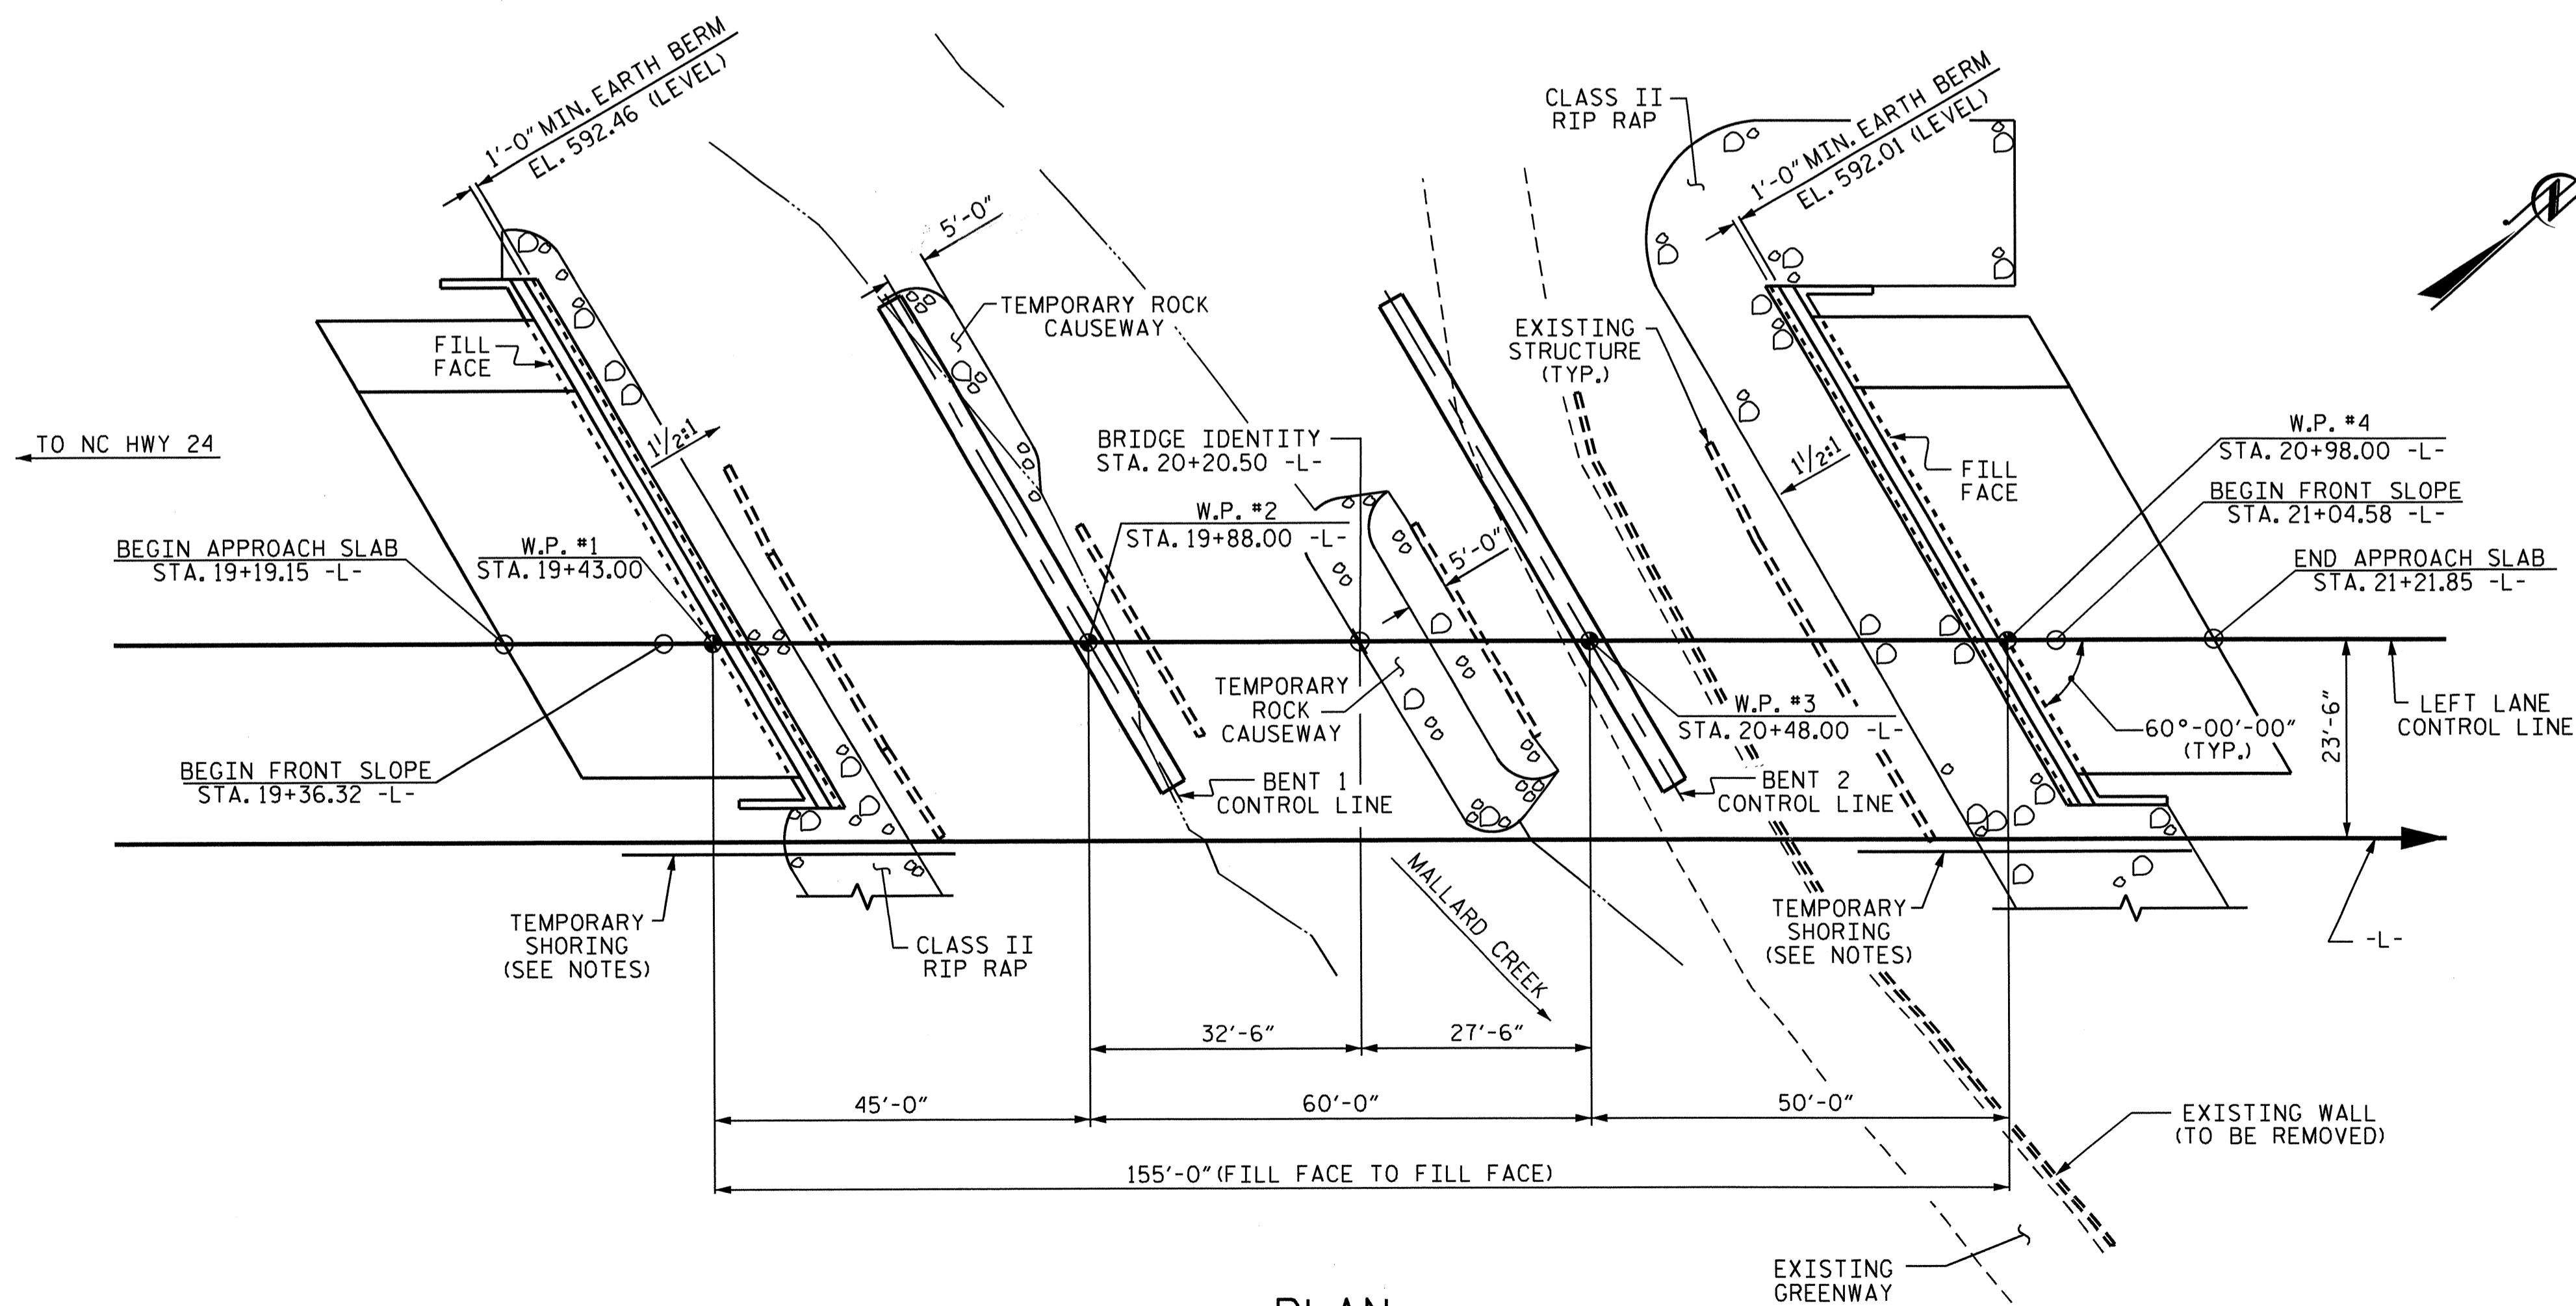 1'-0" MIN. EARTH BERM
EL. 592.46 (LEVEL)
5'-0"
CLASS II
RIP RAP
1'-0" MIN. EARTH BERM
EL. 592.01 (LEVEL)
TEMPORARY ROCK
CAUSEWAY
EXISTING
STRUCTURE
(TYP.)
FILL
FACE
TO NC HWY 24
1 1/2:1
BRIDGE IDENTITY
STA. 20+20.50 -L-
1 1/2:1
FILL
FACE
W.P. #4
STA. 20+98.00 -L-
BEGIN FRONT SLOPE
STA. 21+04.58 -L-
W.P. #2
STA. 19+88.00 -L-
BEGIN APPROACH SLAB
STA. 19+19.15 -L-
W.P. #1
STA. 19+43.00
5'-0"
END APPROACH SLAB
STA. 21+21.85 -L-
TEMPORARY
ROCK
CAUSEWAY
W.P. #3
STA. 20+48.00 -L-
60°-00'-00"
(TYP.)
23'-6"
LEFT LANE
CONTROL LINE
BEGIN FRONT SLOPE
STA. 19+36.32 -L-
BENT 1
CONTROL LINE
BENT 2
CONTROL LINE
MALLARD CREEK
TEMPORARY
SHORING
(SEE NOTES)
CLASS II
RIP RAP
TEMPORARY
SHORING
(SEE NOTES)
-L-
32'-6"
27'-6"
45'-0"
60'-0"
50'-0"
EXISTING WALL
(TO BE REMOVED)
155'-0" (FILL FACE TO FILL FACE)
EXISTING
GREENWAY
PLAN